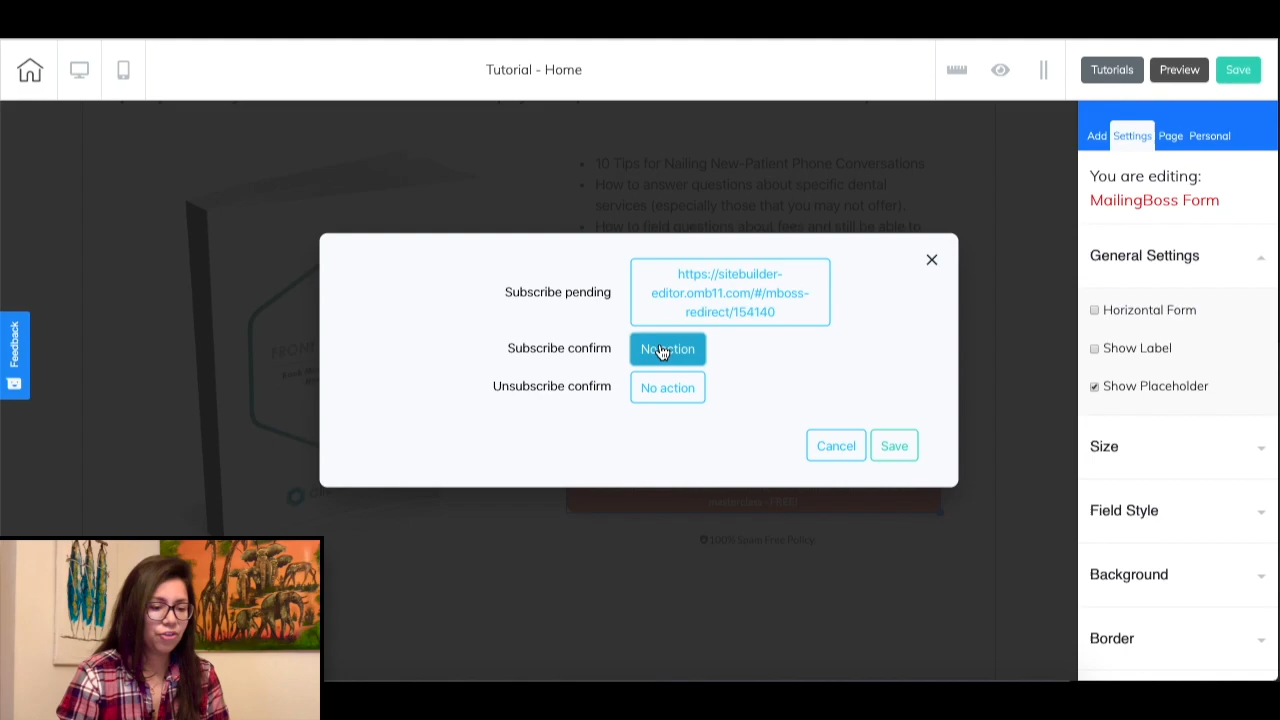 Tutorial - Home
Tutorials
Preview
Save
Add
Settings
Page
Personal
You are editing:
MailingBoss Form
General Settings
Horizontal Form
Show Label
Show Placeholder
Size
Field Style
Background
Border
Feedback
10 Tips for Nailing New-Patient Phone Conversations
How to answer questions about specific dental
services (especially those that you may not offer).
How to field questions about fees and still be able to
Subscribe pending
https://sitebuilder-
editor.omb11.com/#/mboss-
redirect/154140
Subscribe confirm
No action
Unsubscribe confirm
No action
Cancel
Save
masterclass - FREE!
100% Spam Free Policy